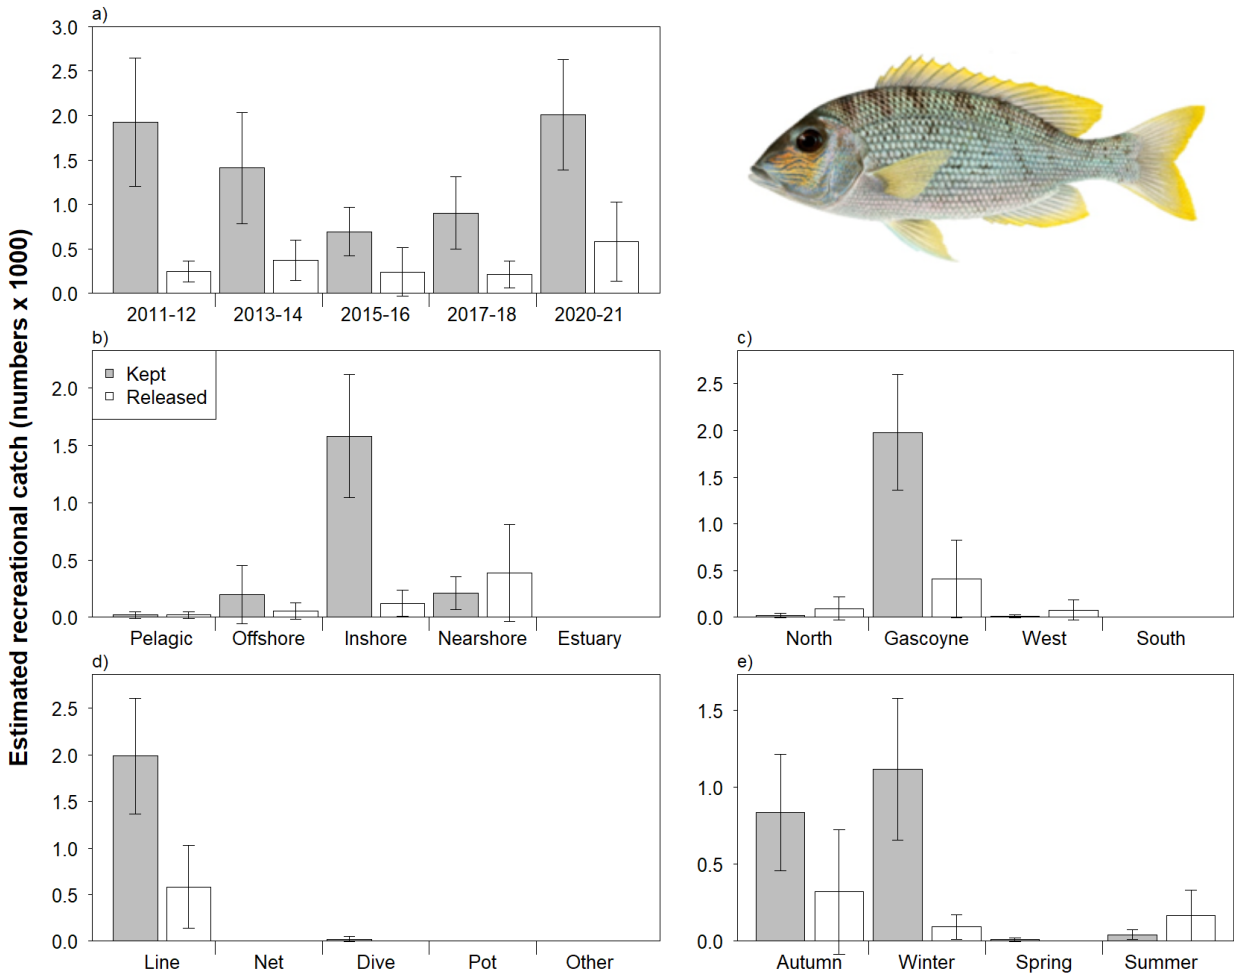 a)
3.0
2.5
2.0
1.5
1.0
0.5
0.0
2011-12 2013-14 2015-16 2017-18 2020-21
Estimated recreational catch (numbers x 1000)
b)
Kept
Released
2.0
1.5
1.0
0.5
0.0
Pelagic Offshore Inshore Nearshore Estuary
c)
2.5
2.0
1.5
1.0
0.5
0.0
North Gascoyne West South
d)
2.5
2.0
1.5
1.0
0.5
0.0
Line Net Dive Pot Other
e)
1.5
1.0
0.5
0.0
Autumn Winter Spring Summer